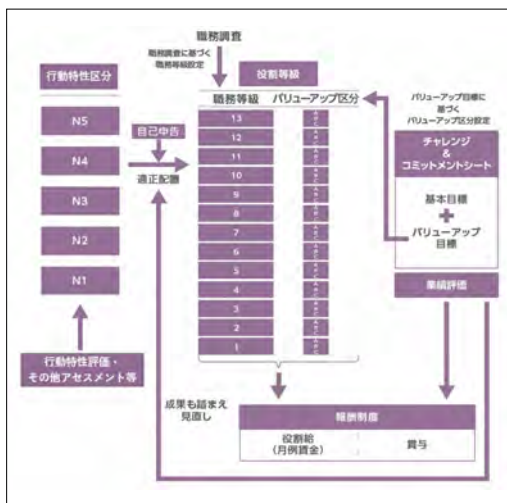 職務調査
職務調査に基づく
職務等級設定
行動特性区分
役割等級
職務等級
バリューアップ区分
バリューアップ目標に
基づく
バリューアップ区分設定
N5
N4
N3
N2
N1
自己申告
適正配置
13
12
11
10
9
8
7
6
5
4
3
2
1
チャレンジ
&
コミットメントシート
基本目標
+
バリューアップ
目標
業績評価
行動特性評価・
その他アセスメント等
成果も踏まえ
見直し
報酬制度
役割給
(月例賃金)
賞与